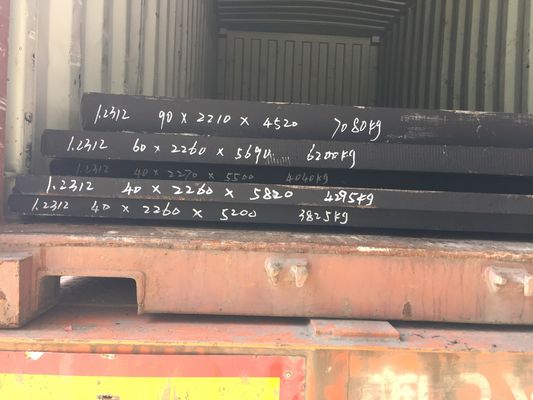 1.2312 90 x 2210 x 4520 7080kg
1.2312 60 x 2260 x 5690 6200kg
1.2312 40 x 2270 x 5500 4040kg
1.2312 40 x 2260 x 5820 4295kg
1.2312 40 x 2260 x 5200 3825kg